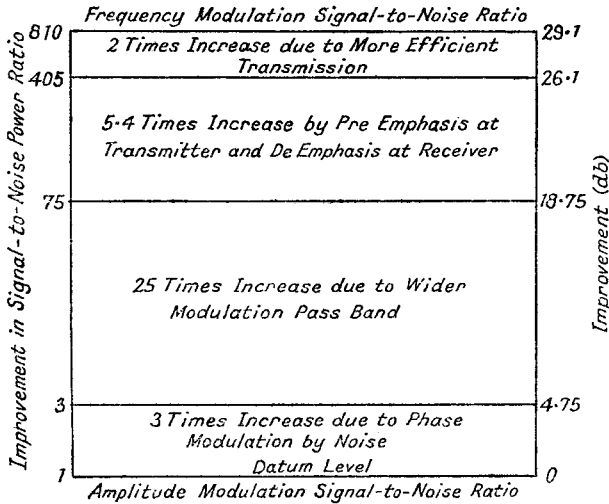 Frequency Modulation Signal-to-Noise Ratio
810
29·1
2 Times Increase due to More Efficient
Transmission
405
26·1
5·4 Times Increase by Pre Emphasis at
Transmitter and De Emphasis at Receiver
75
18·75
25 Times Increase due to Wider
Modulation Pass Band
3
4·75
3 Times Increase due to Phase
Modulation by Noise
Datum Level
1
0
Amplitude Modulation Signal-to-Noise Ratio
Improvement in Signal-to-Noise Power Ratio
Improvement (db)